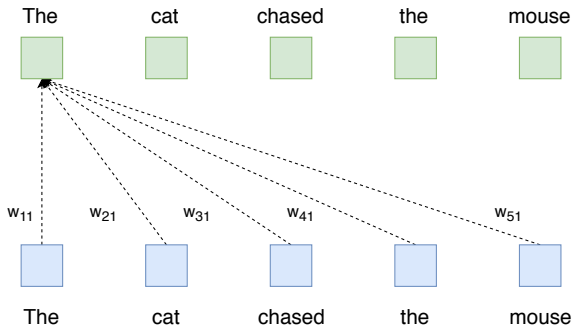 The cat chased the mouse
w11 w21 w31 w41 w51
The cat chased the mouse